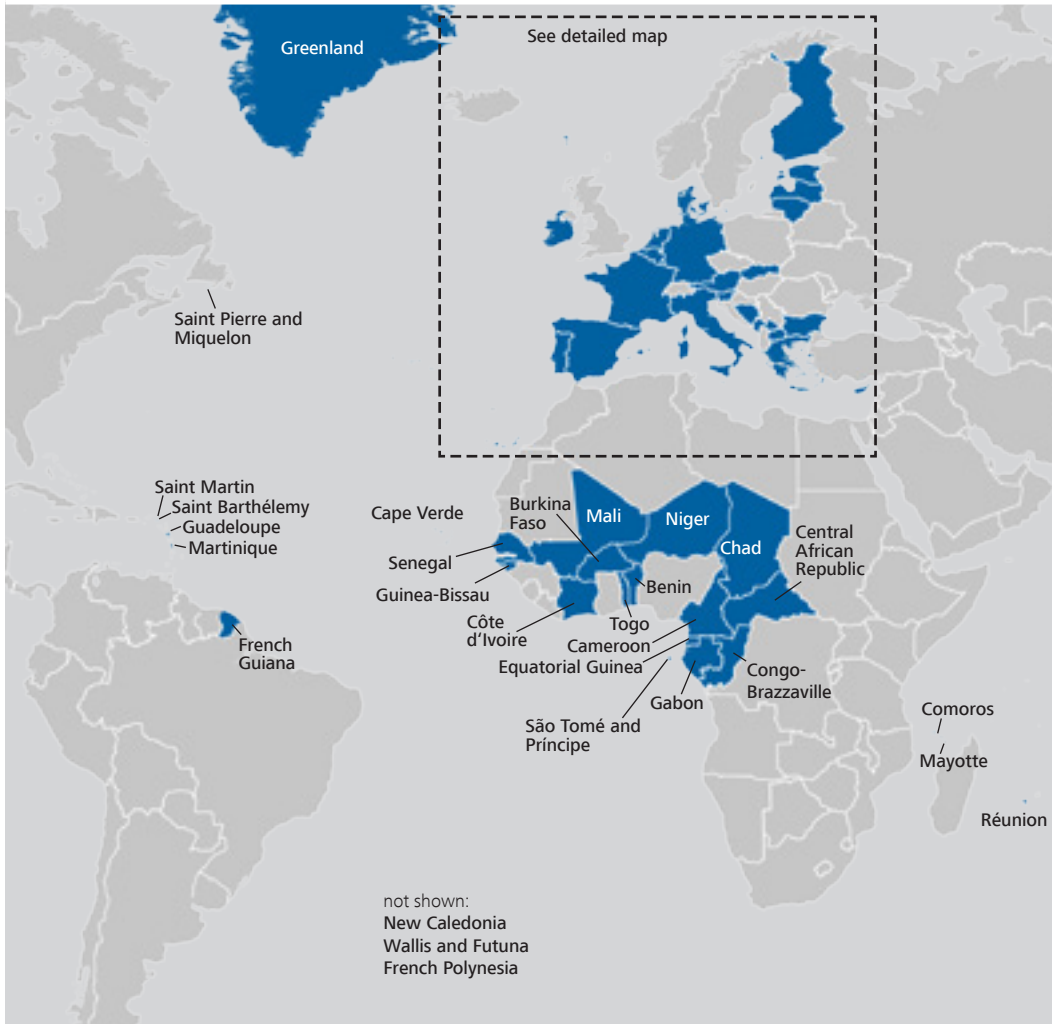 Greenland
See detailed map
Saint Pierre and
Miquelon
Saint Martin
Saint Barthélemy
Guadeloupe
Martinique
French
Guiana
Cape Verde
Senegal
Guinea-Bissau
Burkina
Faso
Mali
Niger
Chad
Central
African
Republic
Benin
Côte
d‘Ivoire
Togo
Cameroon
Equatorial Guinea
Gabon
Congo-
Brazzaville
São Tomé and
Príncipe
Comoros
Mayotte
Réunion
not shown:
New Caledonia
Wallis and Futuna
French Polynesia